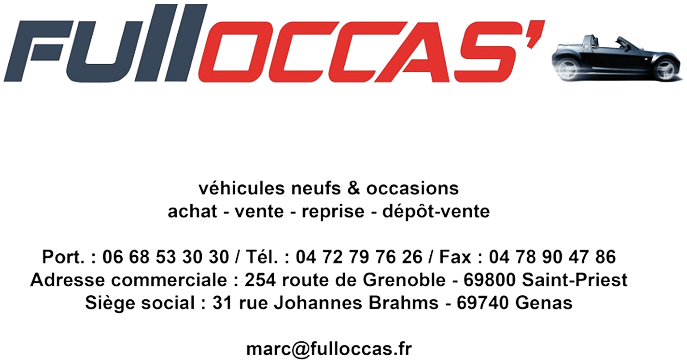 FullOCCAS'
véhicules neufs & occasions
achat - vente - reprise - dépôt-vente
Port. : 06 68 53 30 30 / Tél. : 04 72 79 76 26 / Fax : 04 78 90 47 86
Adresse commerciale : 254 route de Grenoble - 69800 Saint-Priest
Siège social : 31 rue Johannes Brahms - 69740 Genas
marc@fulloccas.fr